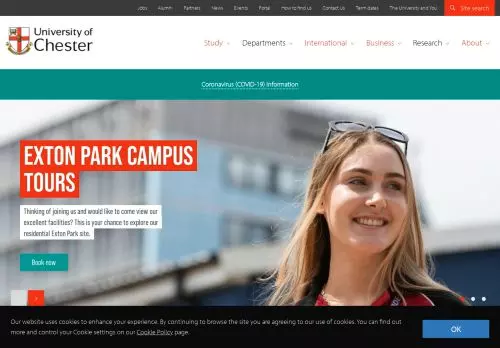 Jobs Alumni Partners News Events Portal How to find us Contact Us Term dates The University and You Site search
University of
Chester
Study Departments International Business Research About
Coronavirus (COVID-19) Information
EXTON PARK CAMPUS
TOURS
Thinking of joining us and would like to come view our
excellent facilities? This is your chance to explore our
residential Exton Park site.
Book now
Our website uses cookies to enhance your experience. By continuing to browse the site you are agreeing to our use of cookies. You can find out
more and control your Cookie settings on our Cookie Policy page.
OK